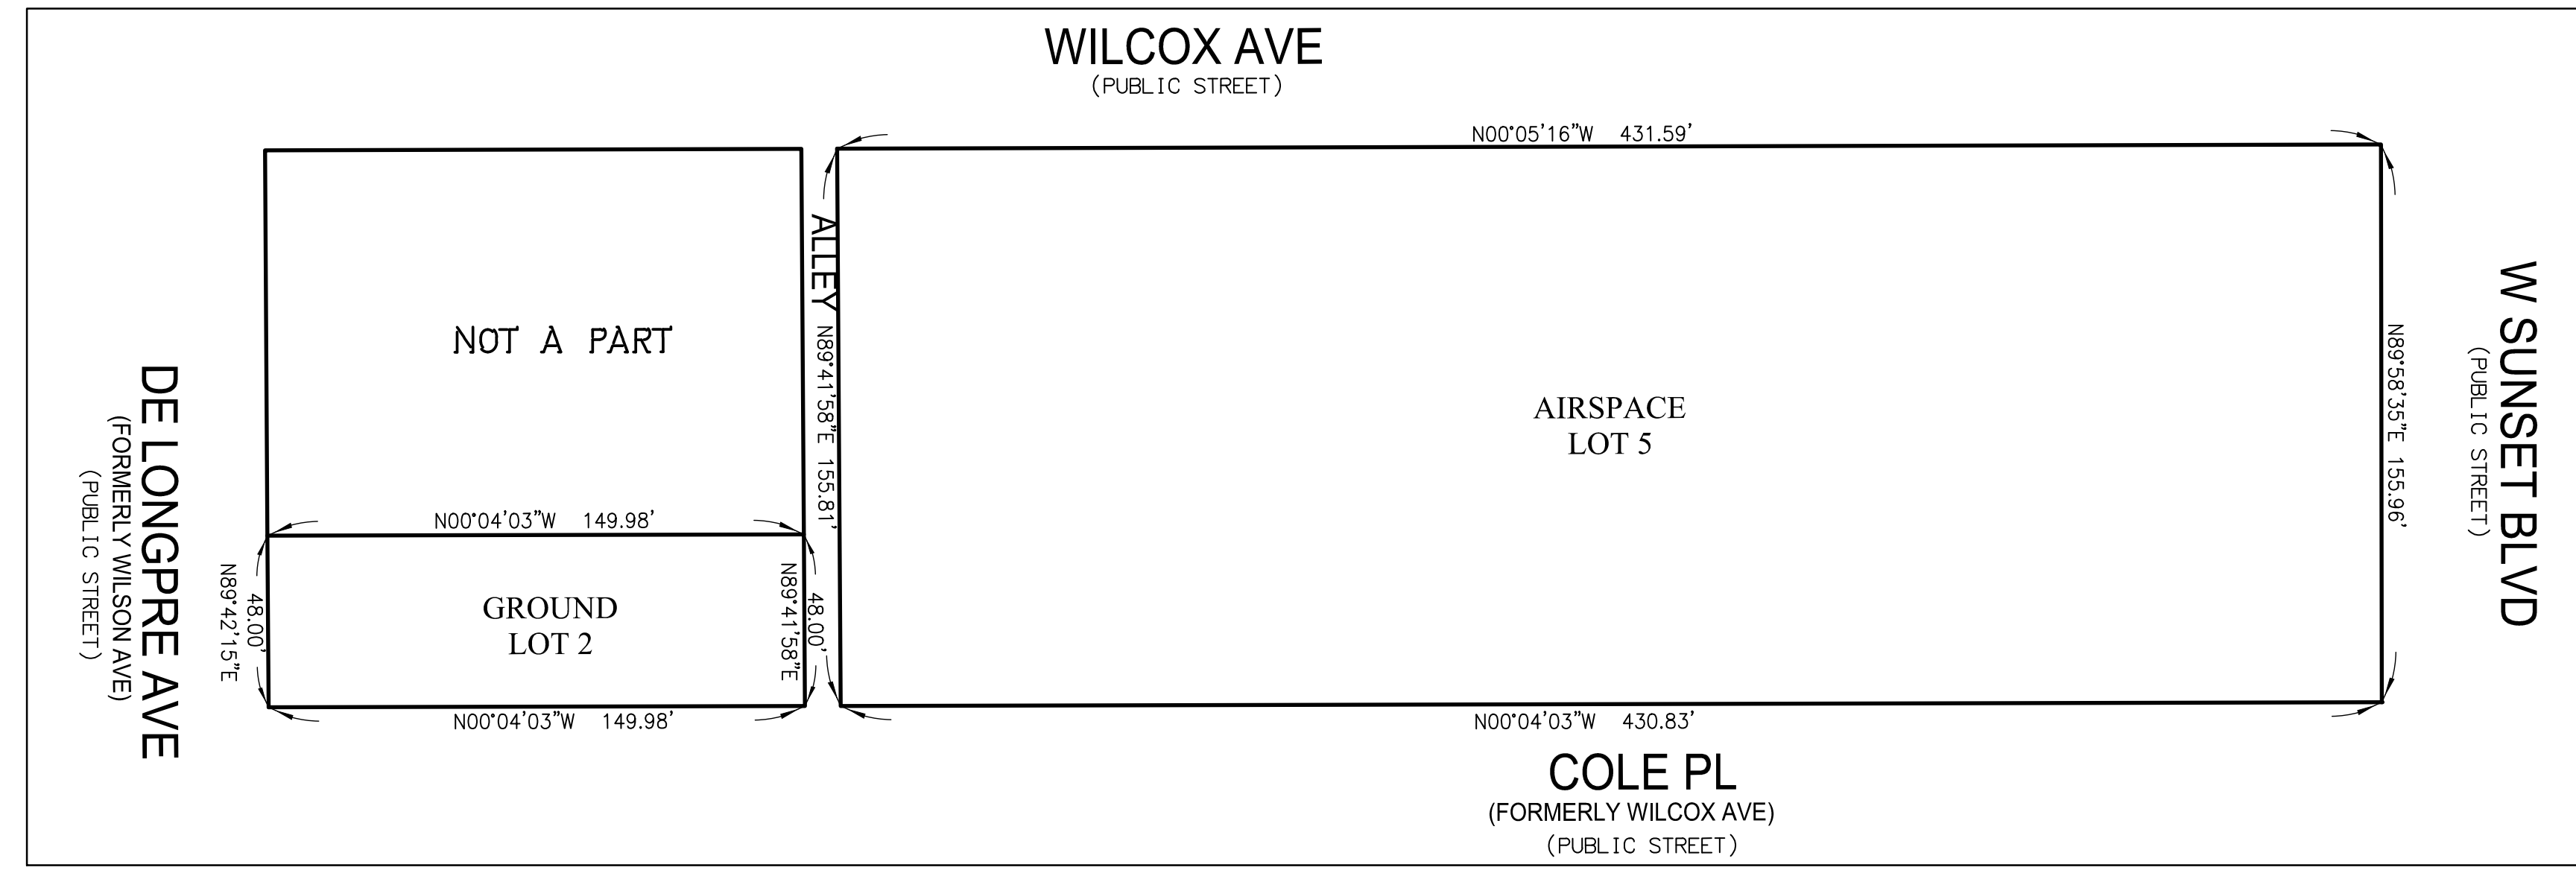 WILCOX AVE
(PUBLIC STREET)
N00°05'16"W 431.59'
ALLEY
N89°41'58"E 155.81'
NOT A PART
N89°58'35"E 155.96'
W SUNSET BLVD
(PUBLIC STREET)
AIRSPACE
LOT 5
DE LONGPRE AVE
(FORMERLY WILSON AVE)
(PUBLIC STREET)
N00°04'03"W 149.98'
48.00'
N89°42'15"E
GROUND
LOT 2
48.00'
N89°41'58"E
N00°04'03"W 149.98'
N00°04'03"W 430.83'
COLE PL
(FORMERLY WILCOX AVE)
(PUBLIC STREET)